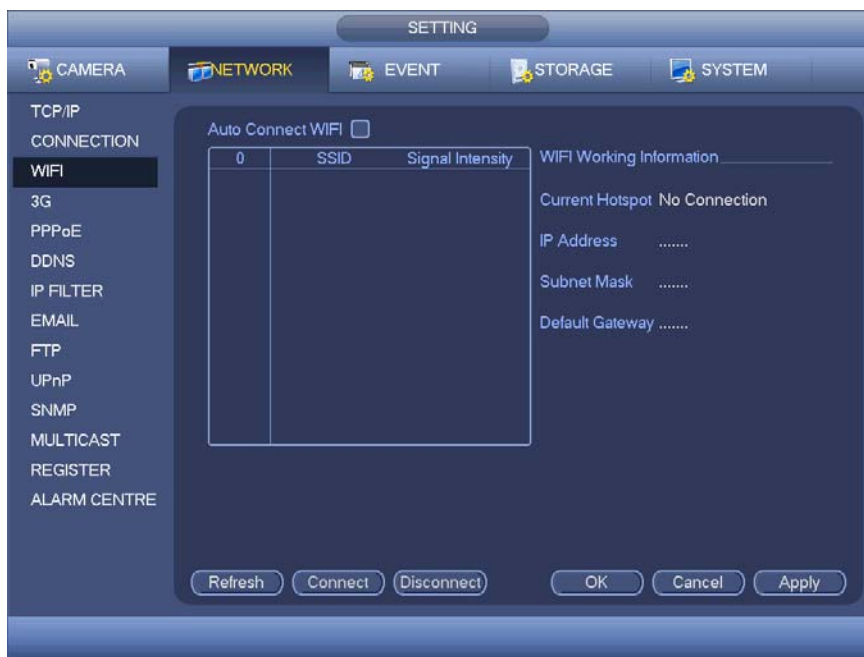 SETTING
CAMERA NETWORK EVENT STORAGE SYSTEM
TCP/IP
CONNECTION
WIFI
3G
PPPoE
DDNS
IP FILTER
EMAIL
FTP
UPnP
SNMP
MULTICAST
REGISTER
ALARM CENTRE
Auto Connect WIFI
0 SSID Signal Intensity
WIFI Working Information
Current Hotspot No Connection
IP Address .......
Subnet Mask .......
Default Gateway .......
Refresh Connect Disconnect OK Cancel Apply